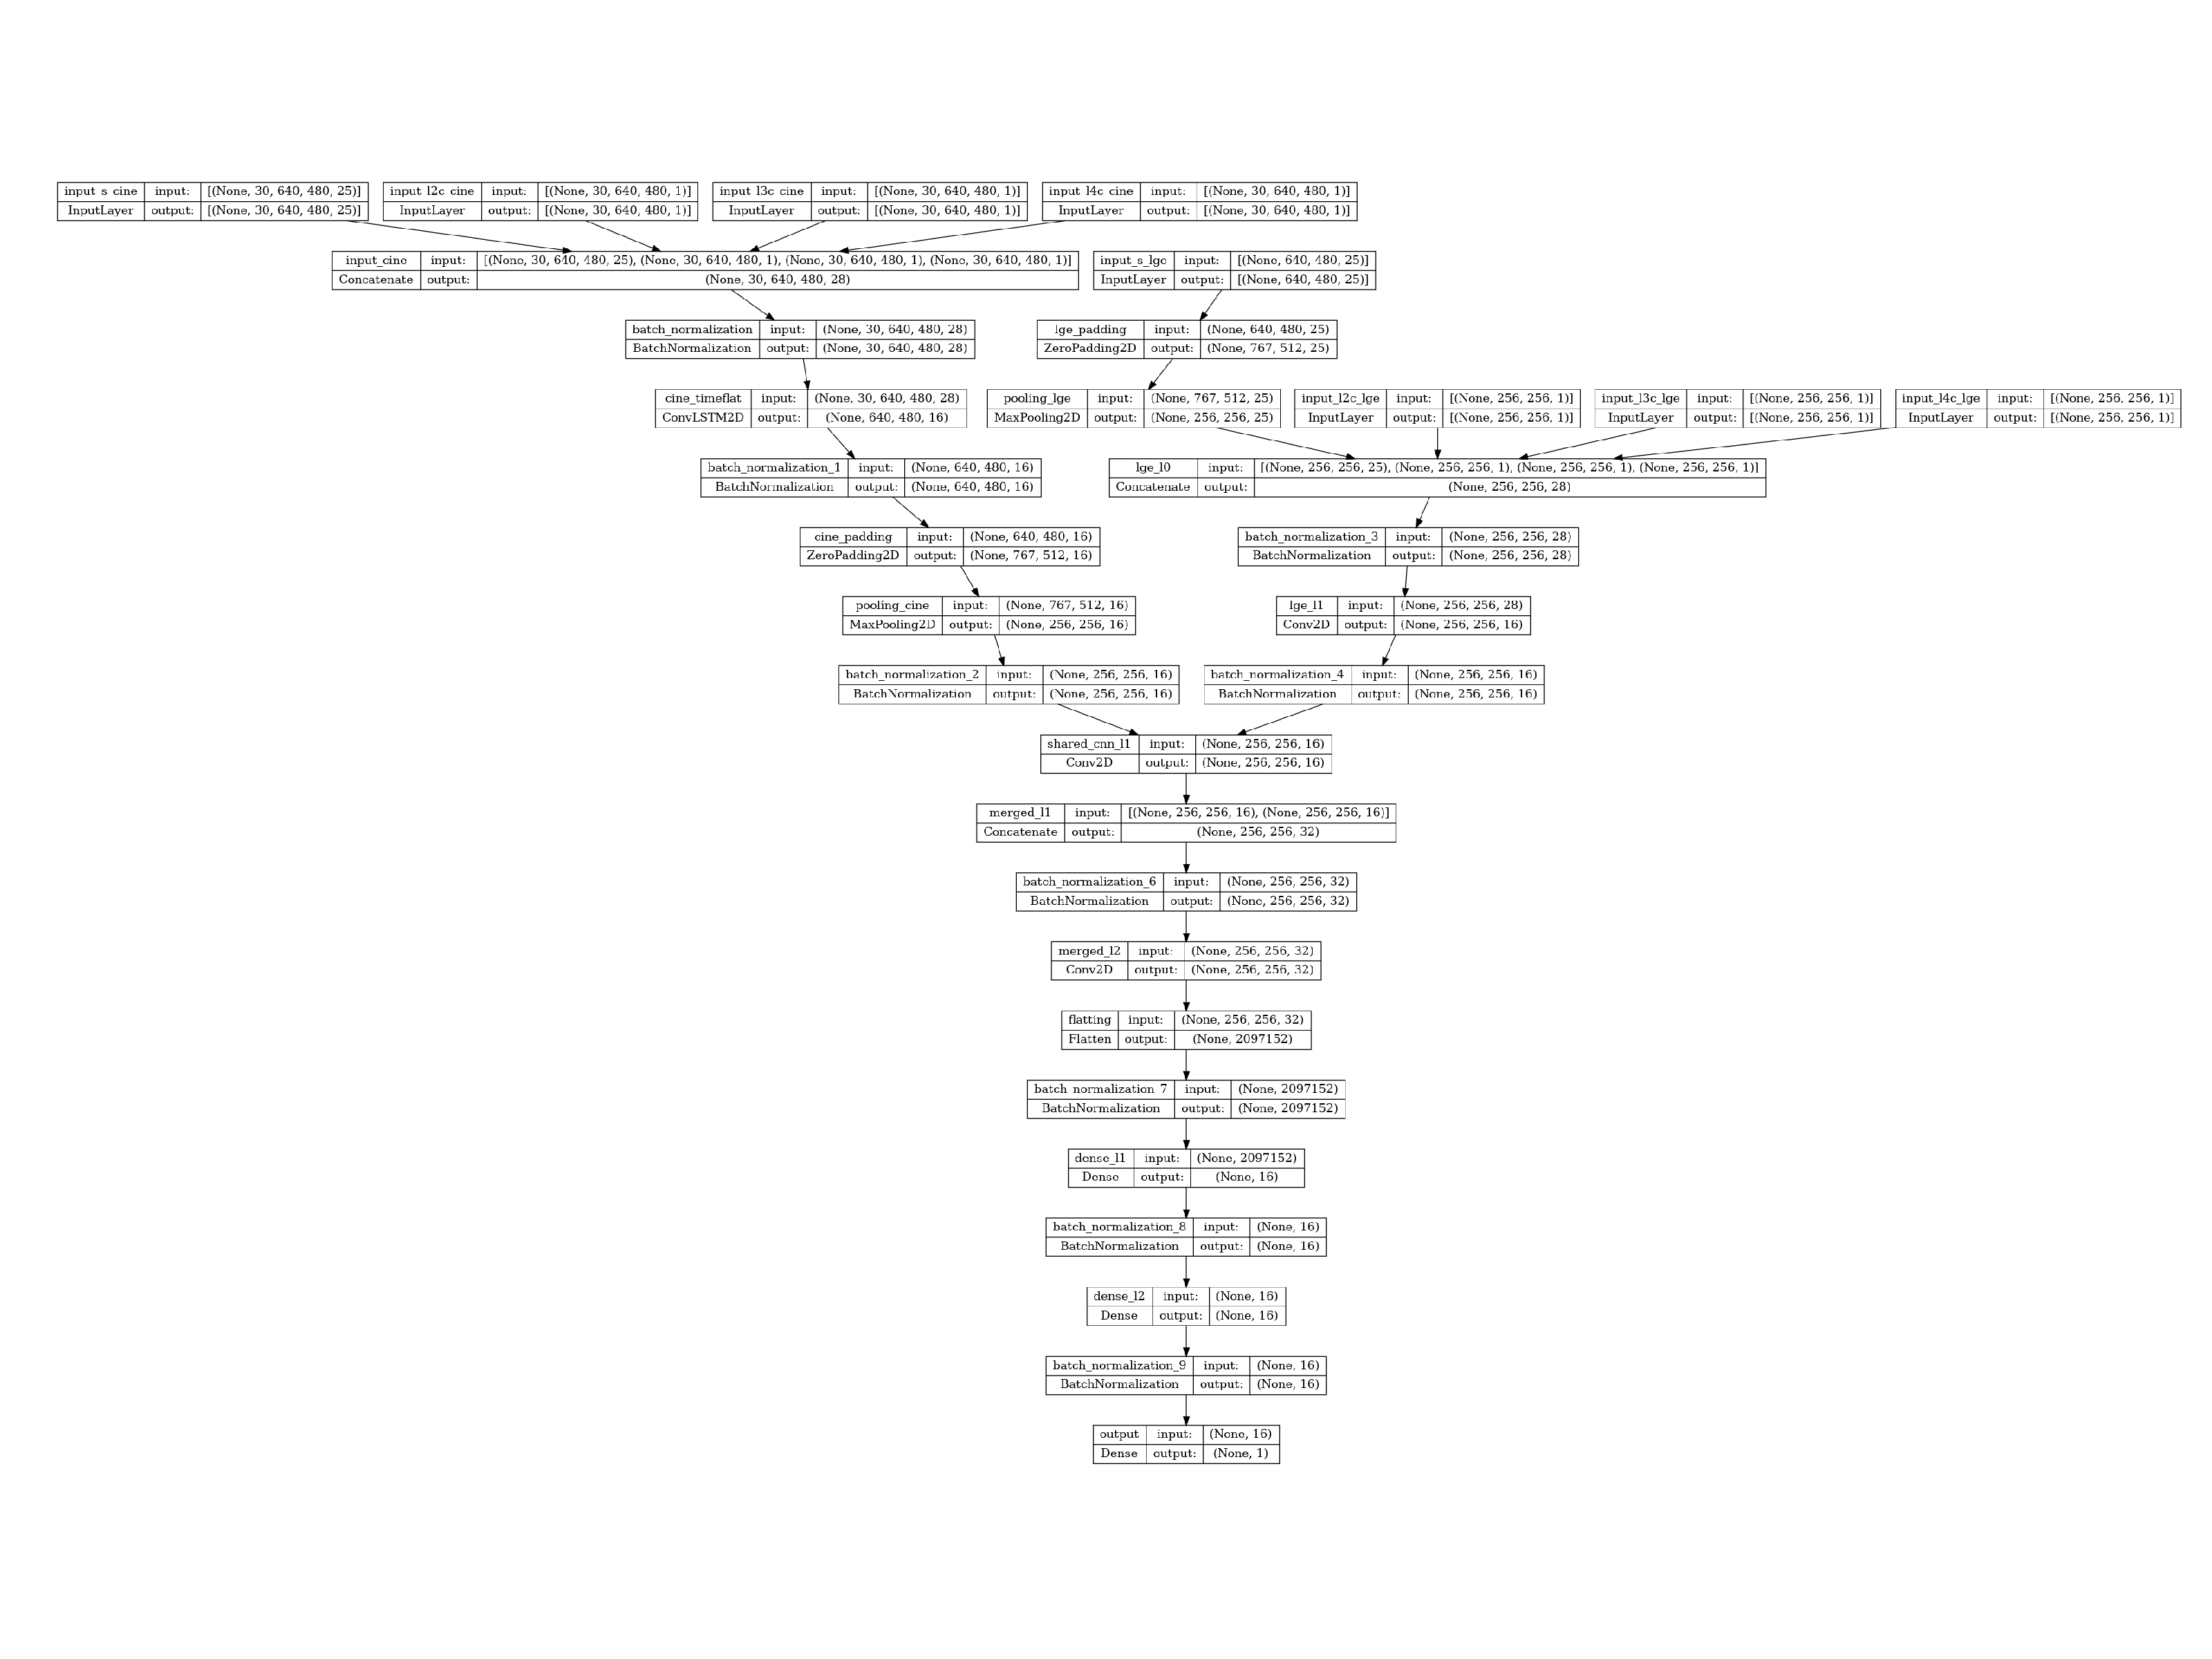 input_s_cine input: [(None, 30, 640, 480, 25)]
InputLayer output: [(None, 30, 640, 480, 25)]
input_l2c_cine input: [(None, 30, 640, 480, 1)]
InputLayer output: [(None, 30, 640, 480, 1)]
input_l3c_cine input: [(None, 30, 640, 480, 1)]
InputLayer output: [(None, 30, 640, 480, 1)]
input_l4c_cine input: [(None, 30, 640, 480, 1)]
InputLayer output: [(None, 30, 640, 480, 1)]
input_cine input: [(None, 30, 640, 480, 25), (None, 30, 640, 480, 1), (None, 30, 640, 480, 1), (None, 30, 640, 480, 1)]
Concatenate output: (None, 30, 640, 480, 28)
input_s_lge input: [(None, 640, 480, 25)]
InputLayer output: [(None, 640, 480, 25)]
batch_normalization input: (None, 30, 640, 480, 28)
BatchNormalization output: (None, 30, 640, 480, 28)
lge_padding input: (None, 640, 480, 25)
ZeroPadding2D output: (None, 767, 512, 25)
cine_timeflat input: (None, 30, 640, 480, 28)
ConvLSTM2D output: (None, 640, 480, 16)
pooling_lge input: (None, 767, 512, 25)
MaxPooling2D output: (None, 256, 256, 25)
input_l2c_lge input: [(None, 256, 256, 1)]
InputLayer output: [(None, 256, 256, 1)]
input_l3c_lge input: [(None, 256, 256, 1)]
InputLayer output: [(None, 256, 256, 1)]
input_l4c_lge input: [(None, 256, 256, 1)]
InputLayer output: [(None, 256, 256, 1)]
batch_normalization_1 input: (None, 640, 480, 16)
BatchNormalization output: (None, 640, 480, 16)
lge_l0 input: [(None, 256, 256, 25), (None, 256, 256, 1), (None, 256, 256, 1), (None, 256, 256, 1)]
Concatenate output: (None, 256, 256, 28)
cine_padding input: (None, 640, 480, 16)
ZeroPadding2D output: (None, 767, 512, 16)
batch_normalization_3 input: (None, 256, 256, 28)
BatchNormalization output: (None, 256, 256, 28)
pooling_cine input: (None, 767, 512, 16)
MaxPooling2D output: (None, 256, 256, 16)
lge_l1 input: (None, 256, 256, 28)
Conv2D output: (None, 256, 256, 16)
batch_normalization_2 input: (None, 256, 256, 16)
BatchNormalization output: (None, 256, 256, 16)
batch_normalization_4 input: (None, 256, 256, 16)
BatchNormalization output: (None, 256, 256, 16)
shared_cnn_l1 input: (None, 256, 256, 16)
Conv2D output: (None, 256, 256, 16)
merged_l1 input: [(None, 256, 256, 16), (None, 256, 256, 16)]
Concatenate output: (None, 256, 256, 32)
batch_normalization_6 input: (None, 256, 256, 32)
BatchNormalization output: (None, 256, 256, 32)
merged_l2 input: (None, 256, 256, 32)
Conv2D output: (None, 256, 256, 32)
flatting input: (None, 256, 256, 32)
Flatten output: (None, 2097152)
batch_normalization_7 input: (None, 2097152)
BatchNormalization output: (None, 2097152)
dense_l1 input: (None, 2097152)
Dense output: (None, 16)
batch_normalization_8 input: (None, 16)
BatchNormalization output: (None, 16)
dense_l2 input: (None, 16)
Dense output: (None, 16)
batch_normalization_9 input: (None, 16)
BatchNormalization output: (None, 16)
output input: (None, 16)
Dense output: (None, 1)